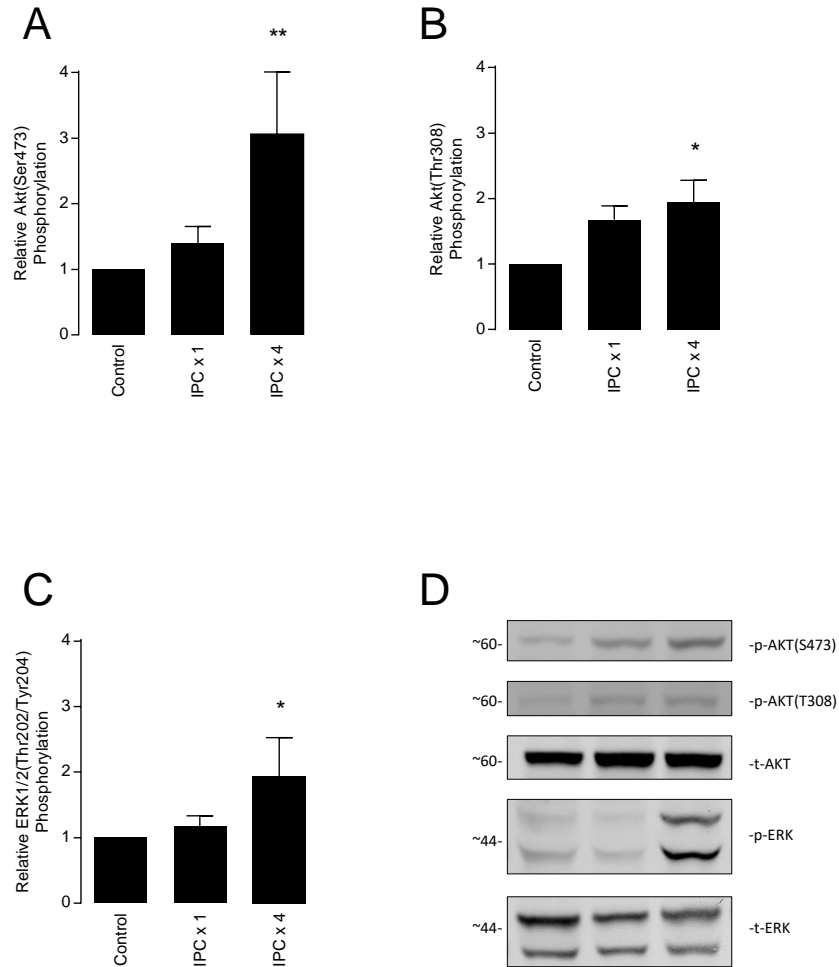 A
**
4
3
2
1
0
Relative Akt(Ser473)
Phosphorylation
Control
IPC x 1
IPC x 4
B
*
4
3
2
1
0
Relative Akt(Thr308)
Phosphorylation
Control
IPC x 1
IPC x 4
C
*
4
3
2
1
0
Relative ERK1/2(Thr202/Tyr204)
Phosphorylation
Control
IPC x 1
IPC x 4
D
~60- -p-AKT(S473)
~60- -p-AKT(T308)
~60- -t-AKT
~44- -p-ERK
~44- -t-ERK